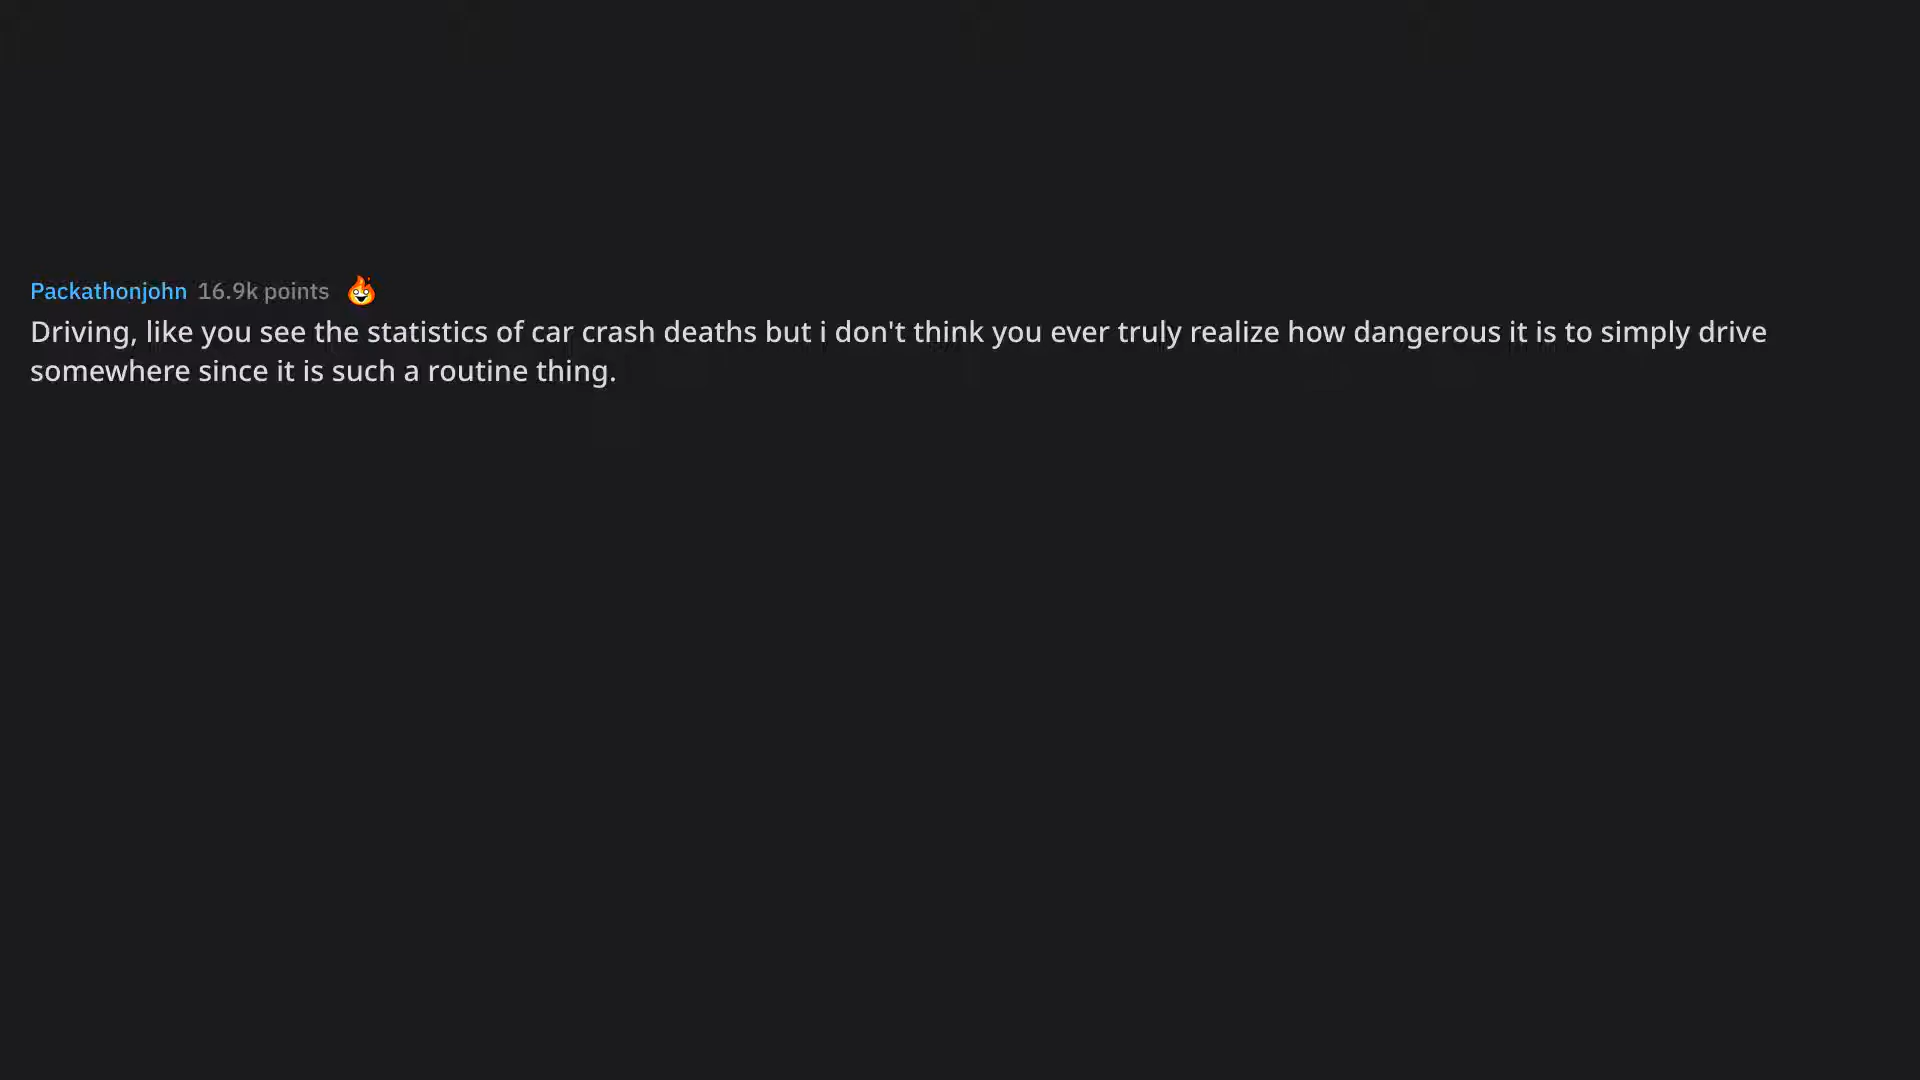 Packathonjohn 16.9k points
Driving, like you see the statistics of car crash deaths but i don't think you ever truly realize how dangerous it is to simply drive
somewhere since it is such a routine thing.